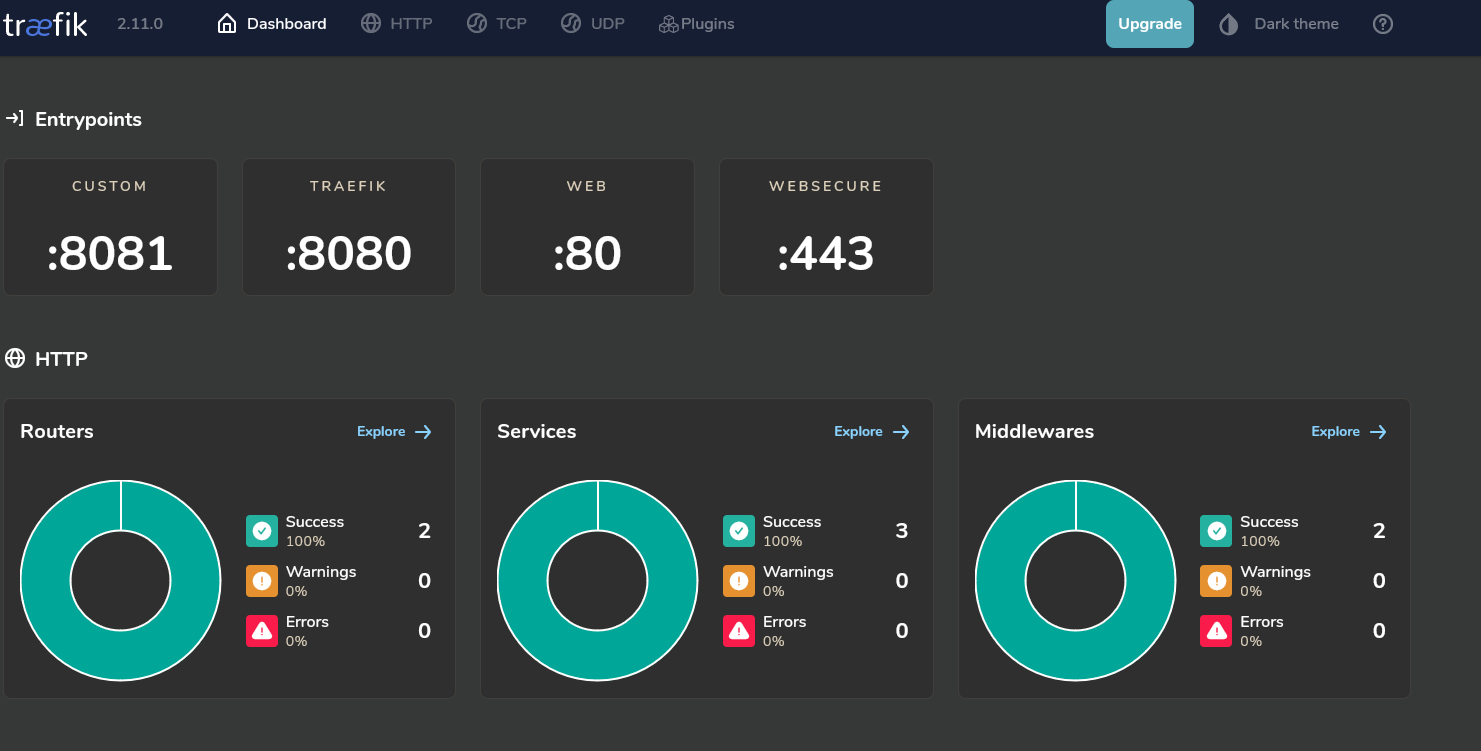 træfik 2.11.0 Dashboard HTTP TCP UDP Plugins Upgrade Dark theme
Entrypoints
CUSTOM TRAEFIK WEB WEBSECURE
:8081 :8080 :80 :443
HTTP
Routers Explore
Success 2
100%
Warnings 0
0%
Errors 0
0%
Services Explore
Success 3
100%
Warnings 0
0%
Errors 0
0%
Middlewares Explore
Success 2
100%
Warnings 0
0%
Errors 0
0%